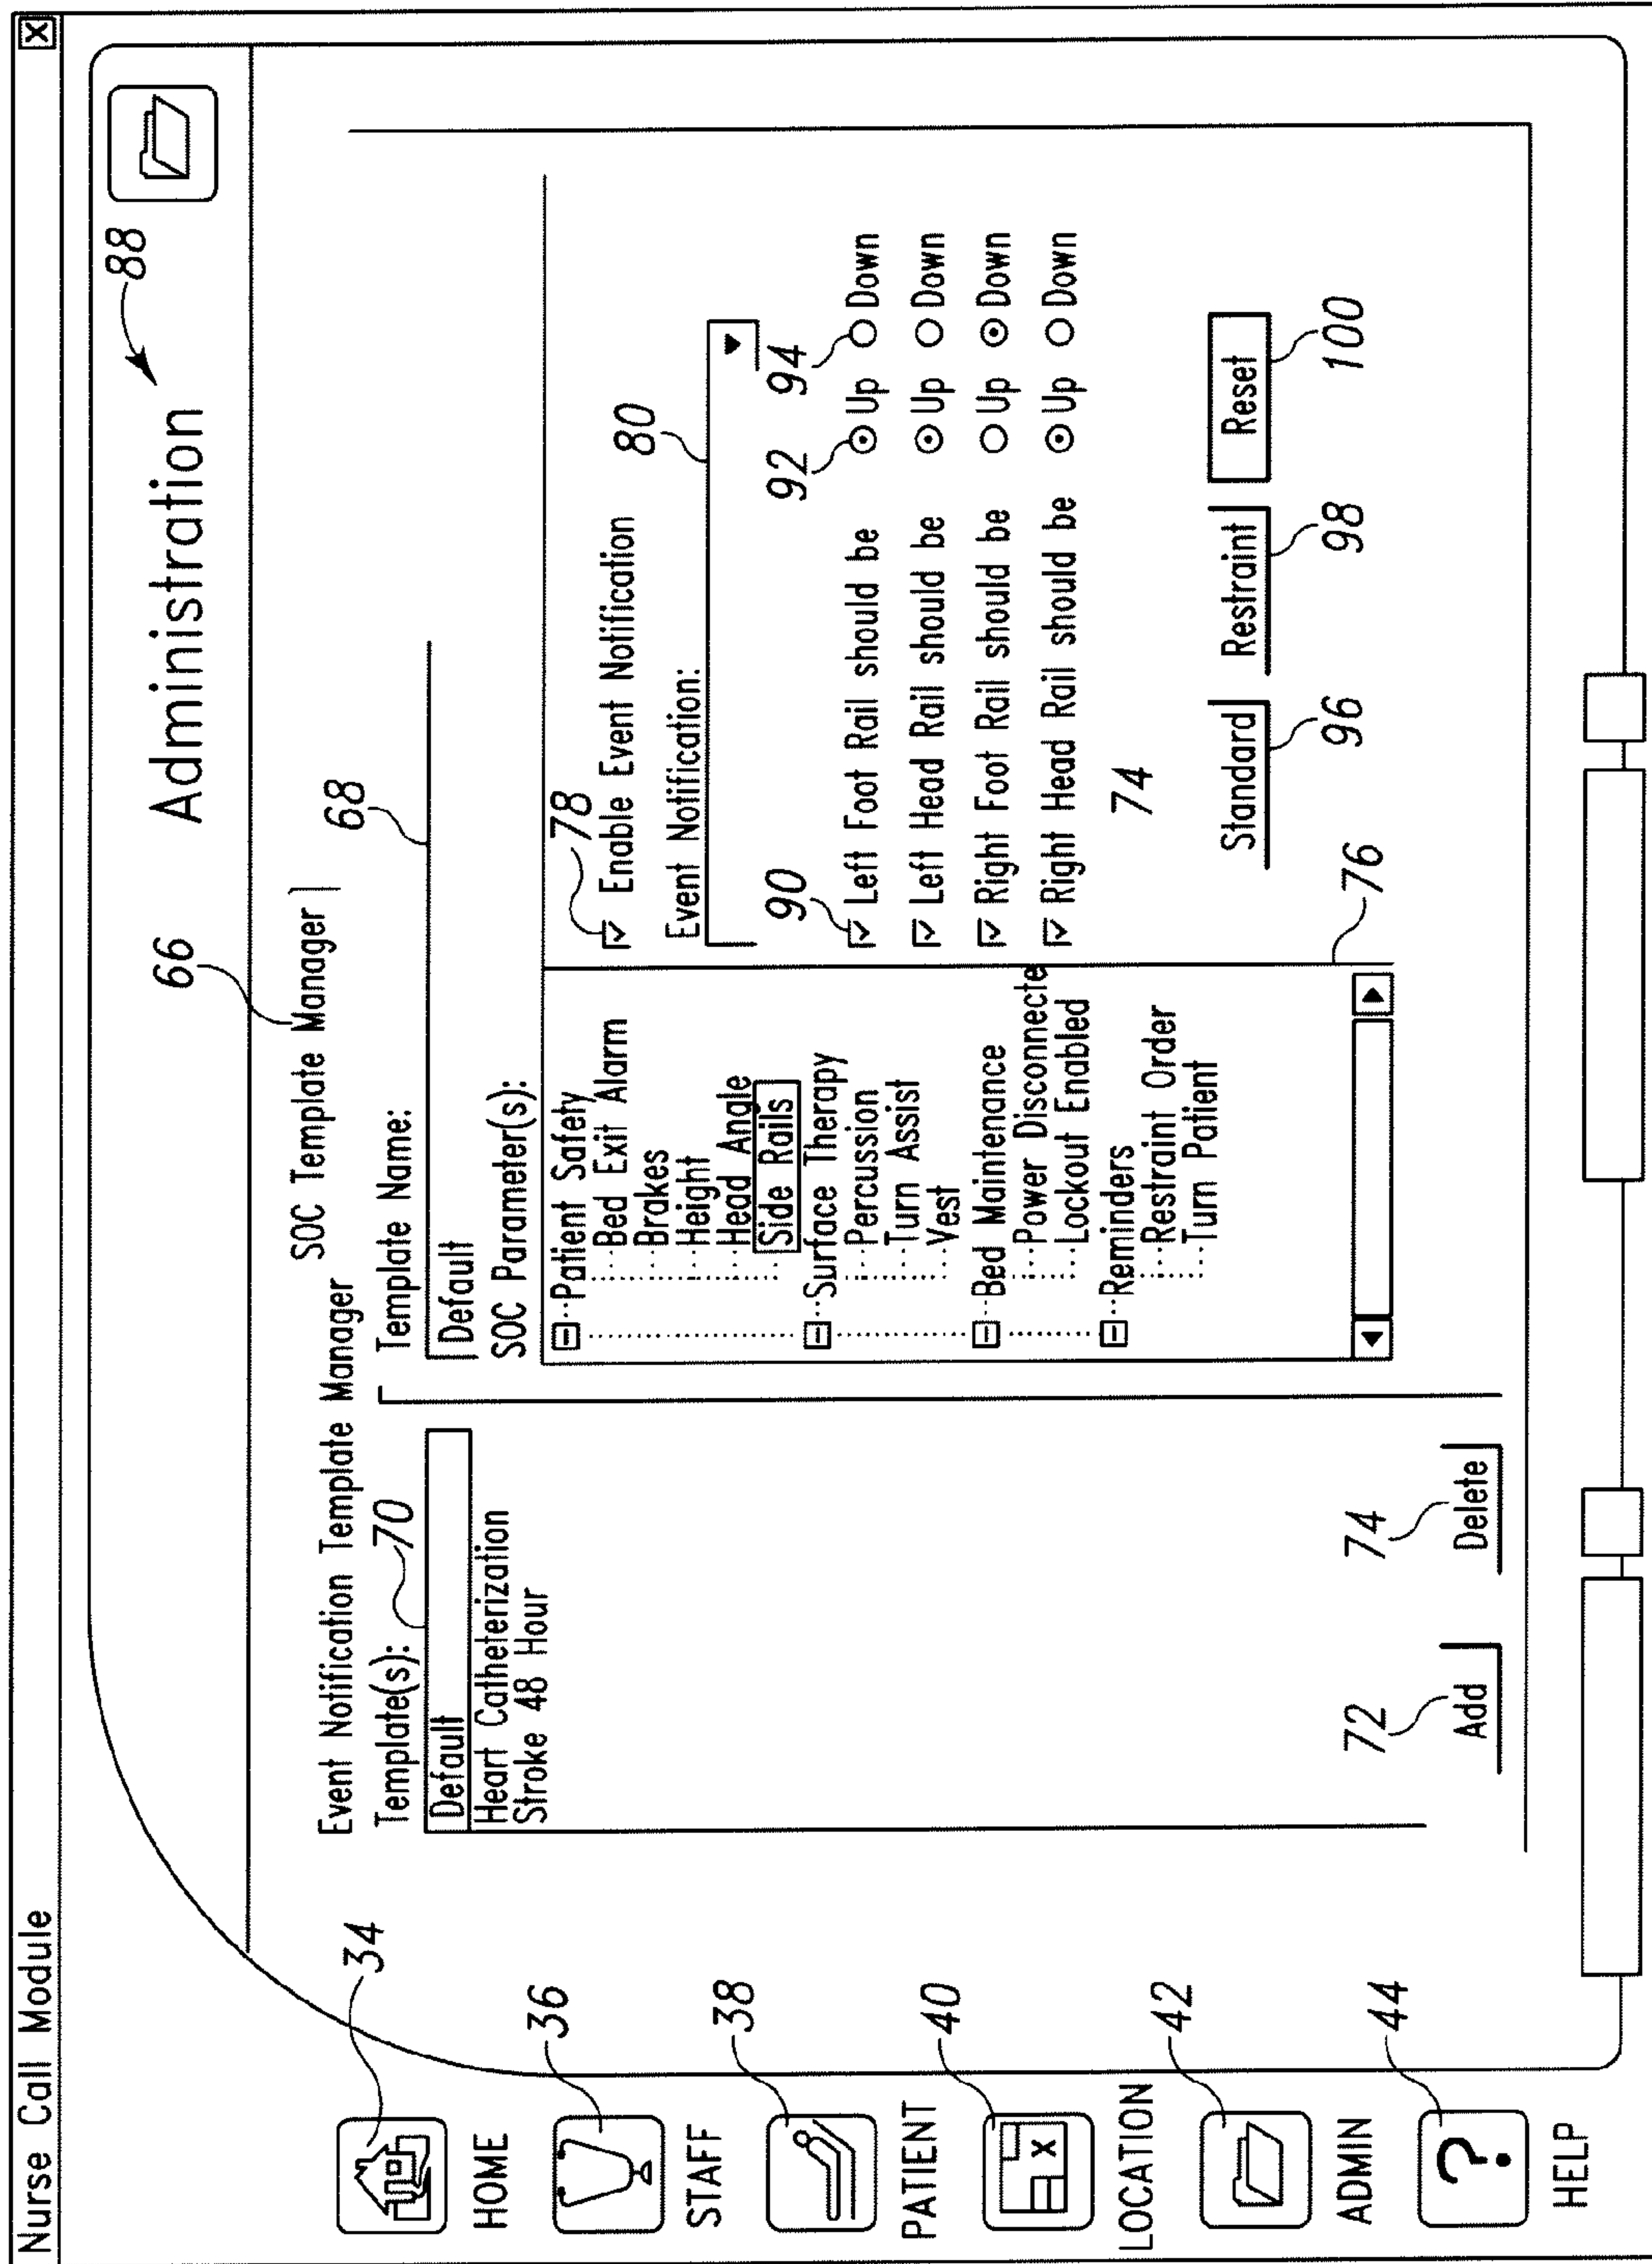 Nurse Call Module
X
34
HOME
36
STAFF
38
PATIENT
40
X
LOCATION
42
ADMIN
44
?
HELP
66
Administration
88
Event Notification Template Manager
SOC Template Manager
Template(s):
70
Default
Heart Catheterization
Stroke 48 Hour
72
74
Add
Delete
Template Name:
68
Default
SOC Parameter(s):
Patient Safety
Bed Exit Alarm
Brakes
Height
Head Angle
Side Rails
Surface Therapy
Percussion
Turn Assist
Vest
Bed Maintenance
Power Disconnecte
Lockout Enabled
Reminders
Restraint Order
Turn Patient
76
78
Enable Event Notification
Event Notification:
80
90
92
94
Left Foot Rail should be Up Down
Left Head Rail should be Up Down
Right Foot Rail should be Up Down
Right Head Rail should be Up Down
74
Standard Restraint Reset
96 98 100